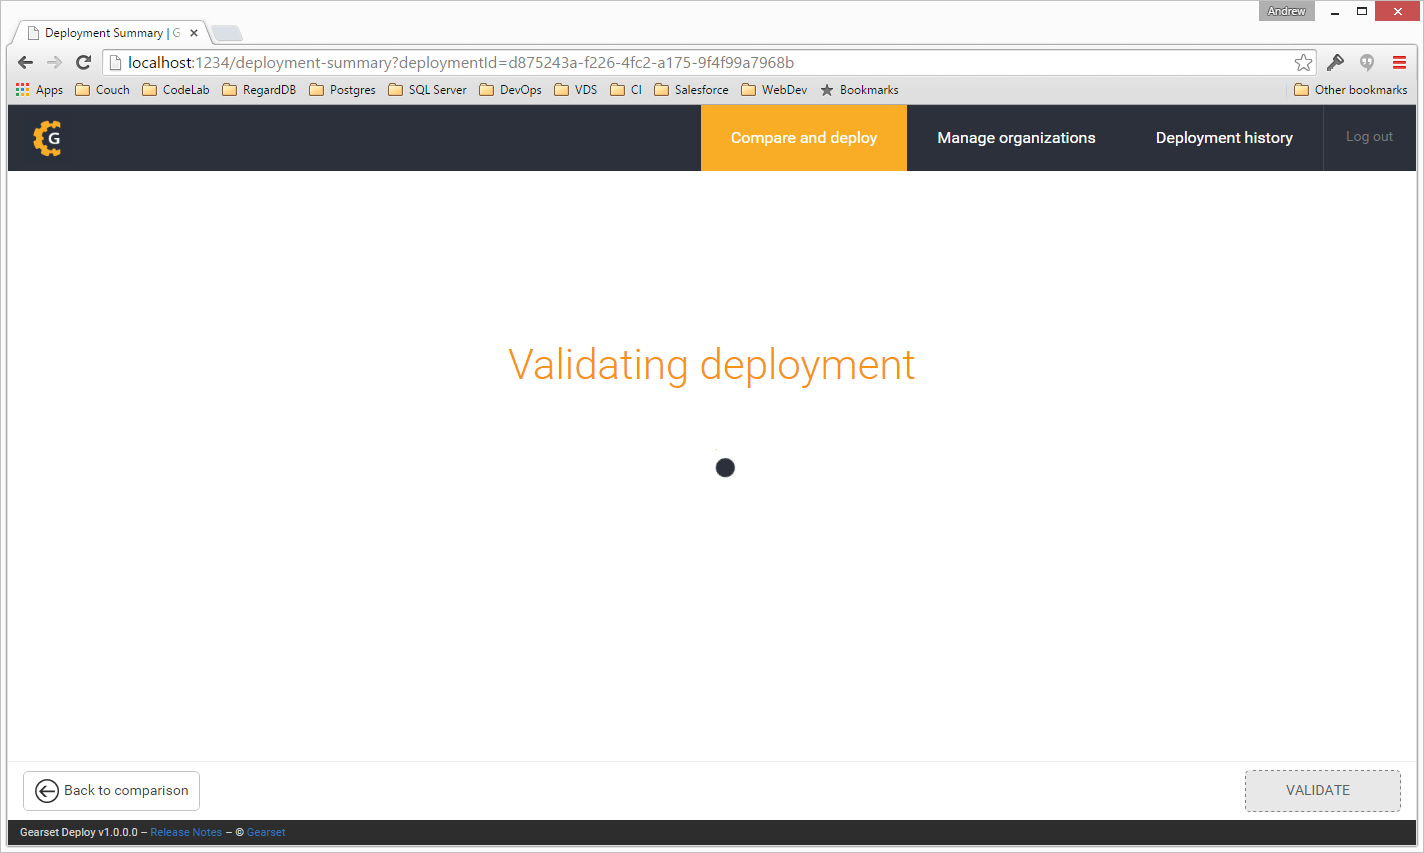 Andrew
Deployment Summary | G
localhost:1234/deployment-summary?deploymentId=d875243a-f226-4fc2-a175-9f4f99a7968b
Apps Couch CodeLab RegardDB Postgres SQL Server DevOps VDS CI Salesforce WebDev Bookmarks Other bookmarks
G Compare and deploy Manage organizations Deployment history Log out
Validating deployment
Back to comparison VALIDATE
Gearset Deploy v1.0.0.0 – Release Notes – © Gearset